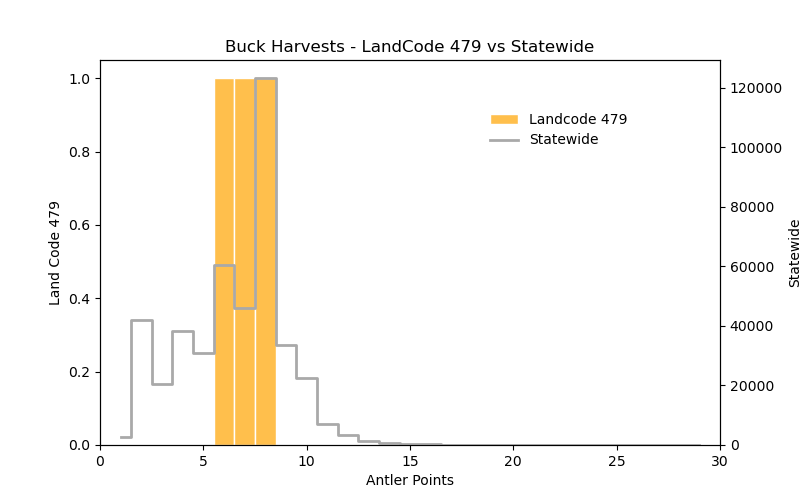 Buck Harvests - LandCode 479 vs Statewide
Land Code 479
1.0
0.8
0.6
0.4
0.2
0.0
Landcode 479
Statewide
120000
100000
80000
60000
40000
20000
0
Statewide
0 5 10 15 20 25 30
Antler Points